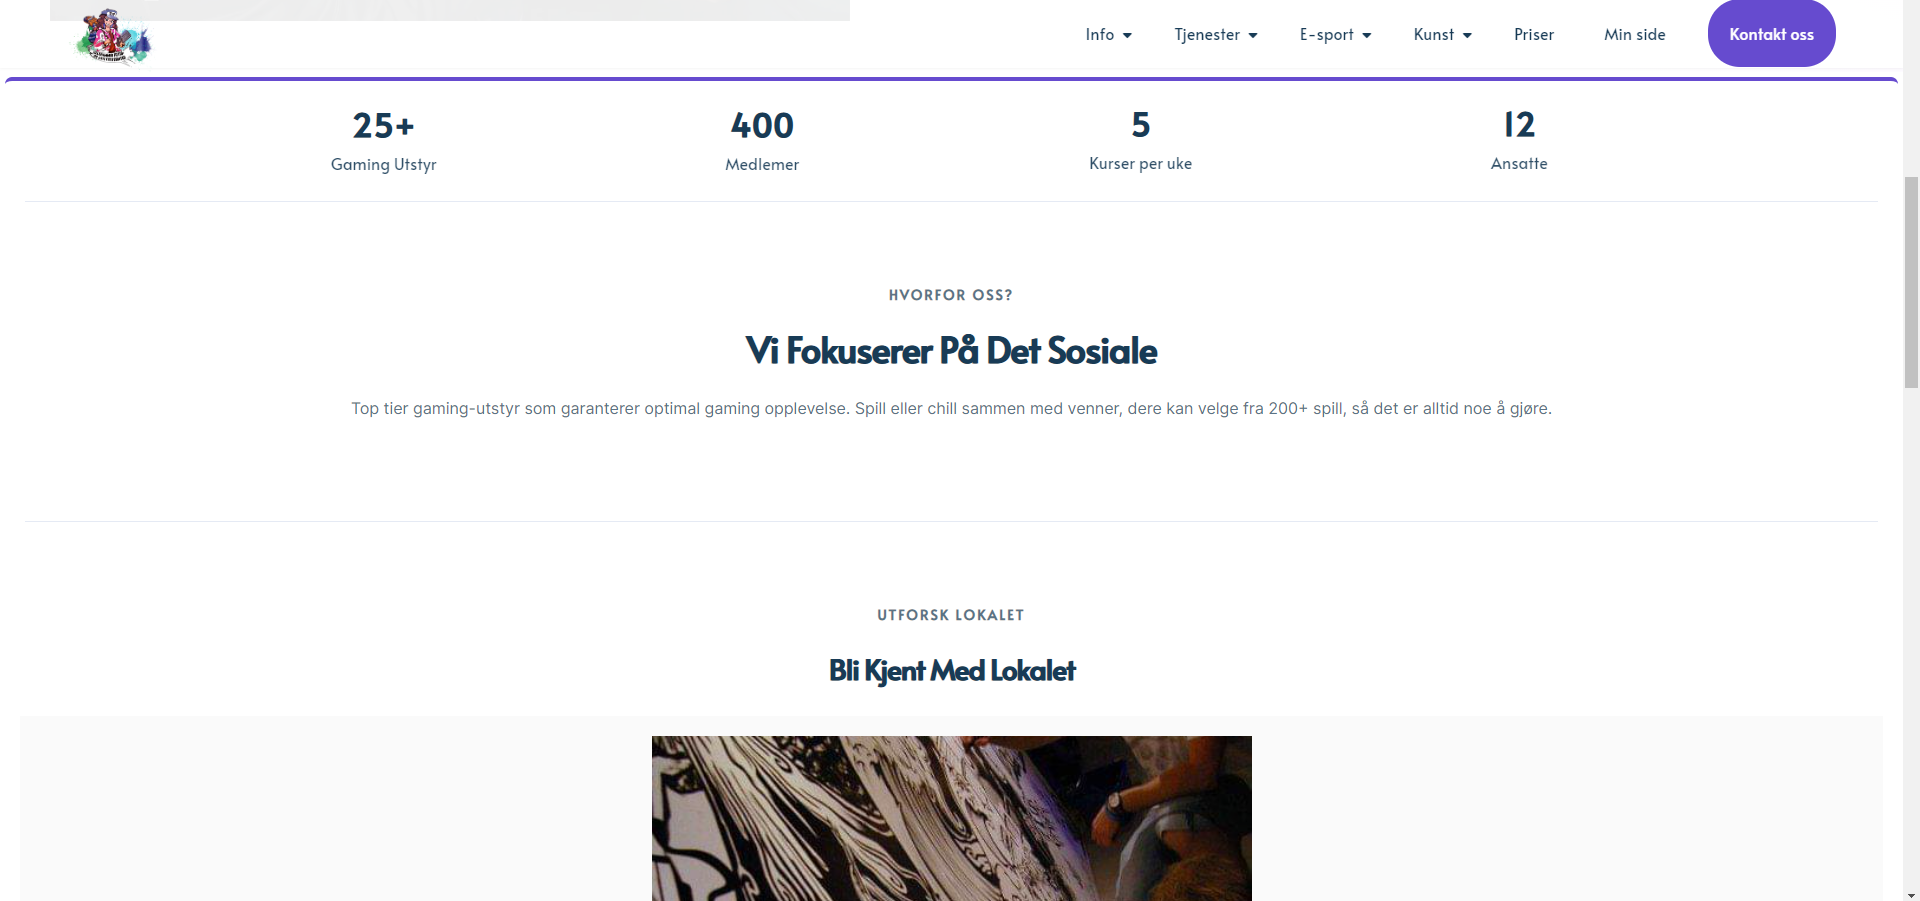 Info
Tjenester
E-sport
Kunst
Priser
Min side
Kontakt oss
25+
Gaming Utstyr
400
Medlemer
5
Kurser per uke
12
Ansatte
HVORFOR OSS?
Vi Fokuserer På Det Sosiale
Top tier gaming-utstyr som garanterer optimal gaming opplevelse. Spill eller chill sammen med venner, dere kan velge fra 200+ spill, så det er alltid noe å gjøre.
UTFORSK LOKALET
Bli Kjent Med Lokalet